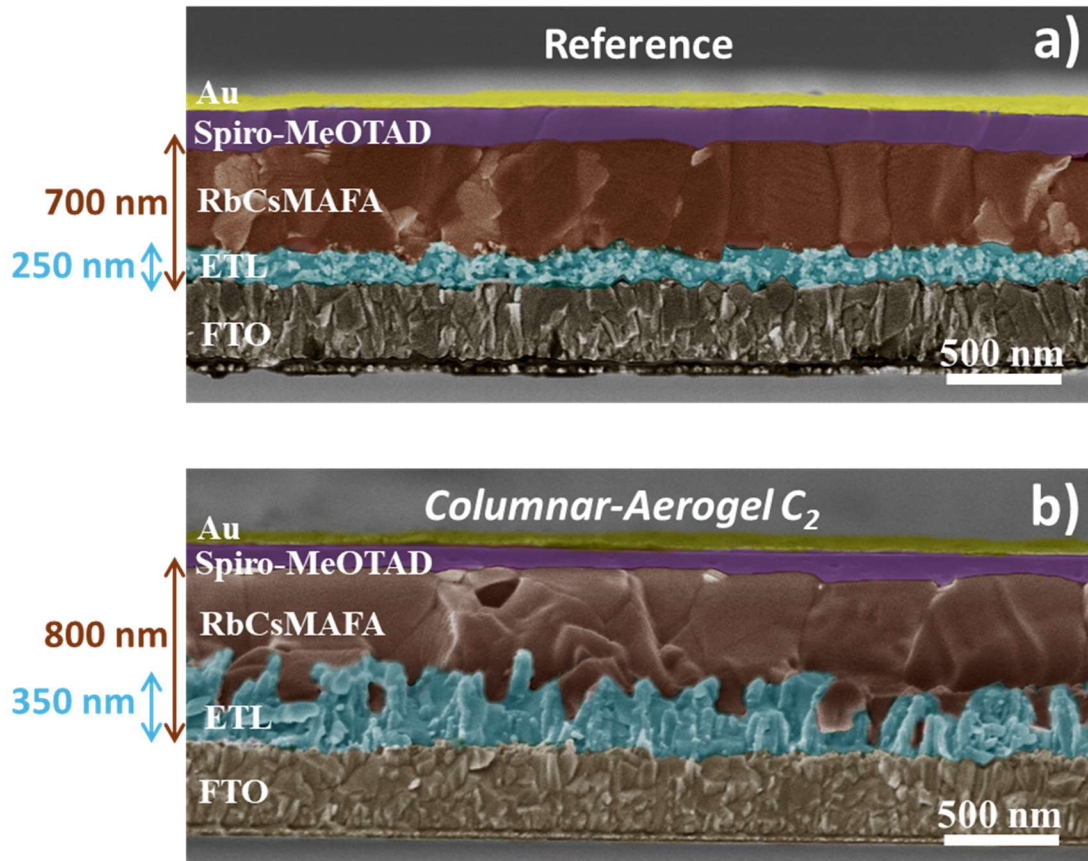 Reference
a)
Au
Spiro-MeOTAD
700 nm
RbCsMAFA
250 nm
ETL
FTO
500 nm
Columnar-Aerogel C₂
b)
Au
Spiro-MeOTAD
RbCsMAFA
800 nm
350 nm
ETL
FTO
500 nm